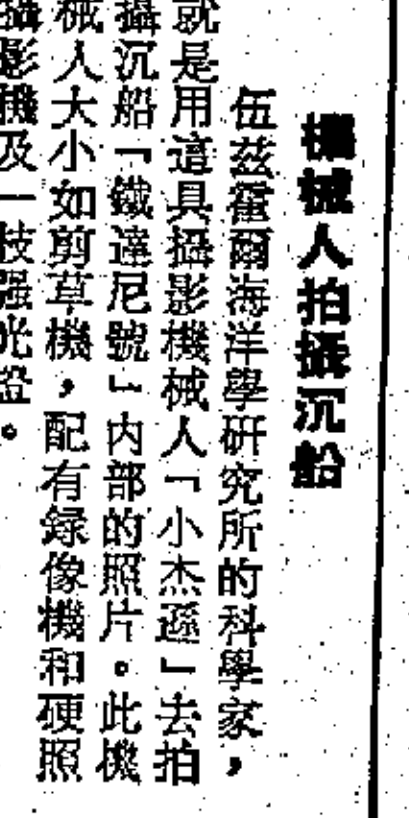 機械人拍攝沉船
伍茲霍爾海洋學研究所的科學家，
就是用這具攝影機械人「小杰遜」去拍
攝沉船「鐵達尼號」內部的照片。此機
械人大小如剪草機，配有録像機和硬照
攝影機及一枝强光燈。